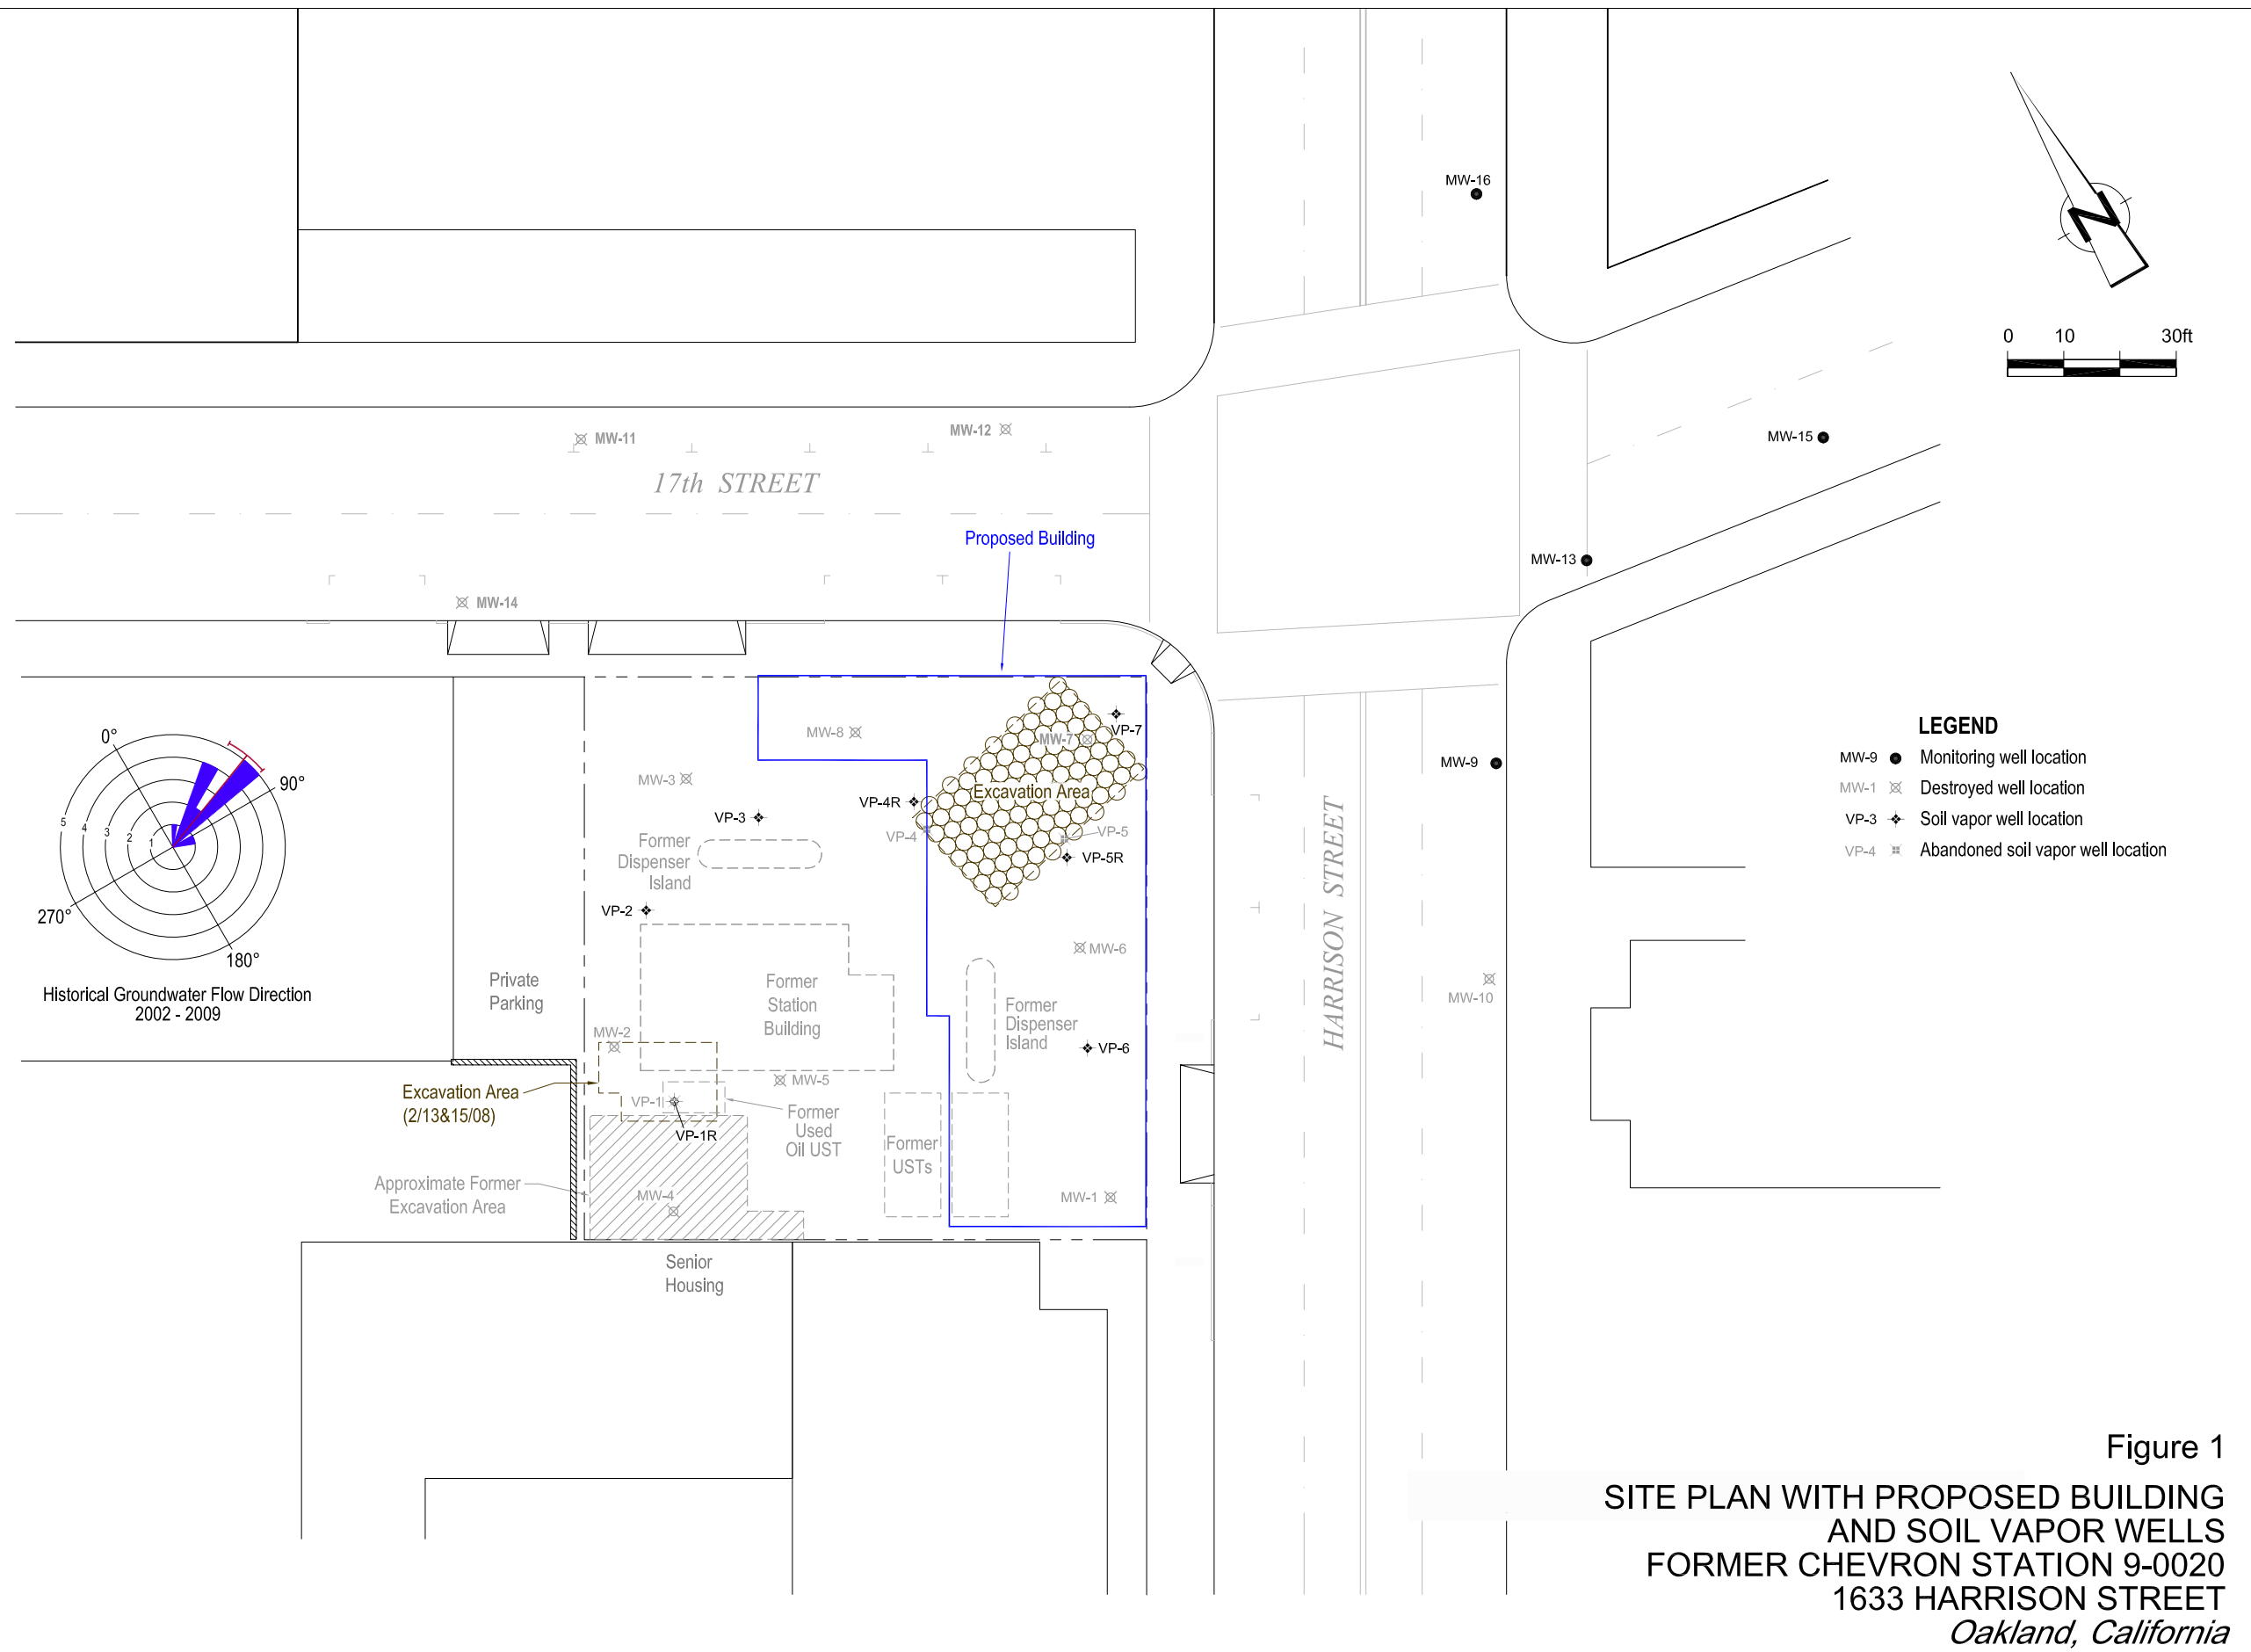 MW-16
N
0 10 30ft
MW-11
MW-12
MW-15
17th STREET
Proposed Building
MW-13
MW-14
LEGEND
MW-9 Monitoring well location
MW-1 Destroyed well location
VP-3 Soil vapor well location
VP-4 Abandoned soil vapor well location
MW-8
MW-7
VP-7
MW-9
MW-3
Excavation Area
VP-4R
VP-3
VP-4
VP-5
VP-5R
Former
Dispenser
Island
HARRISON STREET
0°
90°
180°
270°
5 4 3 2 1
Historical Groundwater Flow Direction
2002 - 2009
VP-2
MW-6
MW-10
Private
Parking
Former
Station
Building
Former
Dispenser
Island
VP-6
MW-2
MW-5
Excavation Area
(2/13&15/08)
VP-1
VP-1R
Former
Used
Oil UST
Former
USTs
Approximate Former
Excavation Area
MW-4
MW-1
Senior
Housing
Figure 1
SITE PLAN WITH PROPOSED BUILDING
AND SOIL VAPOR WELLS
FORMER CHEVRON STATION 9-0020
1633 HARRISON STREET
Oakland, California